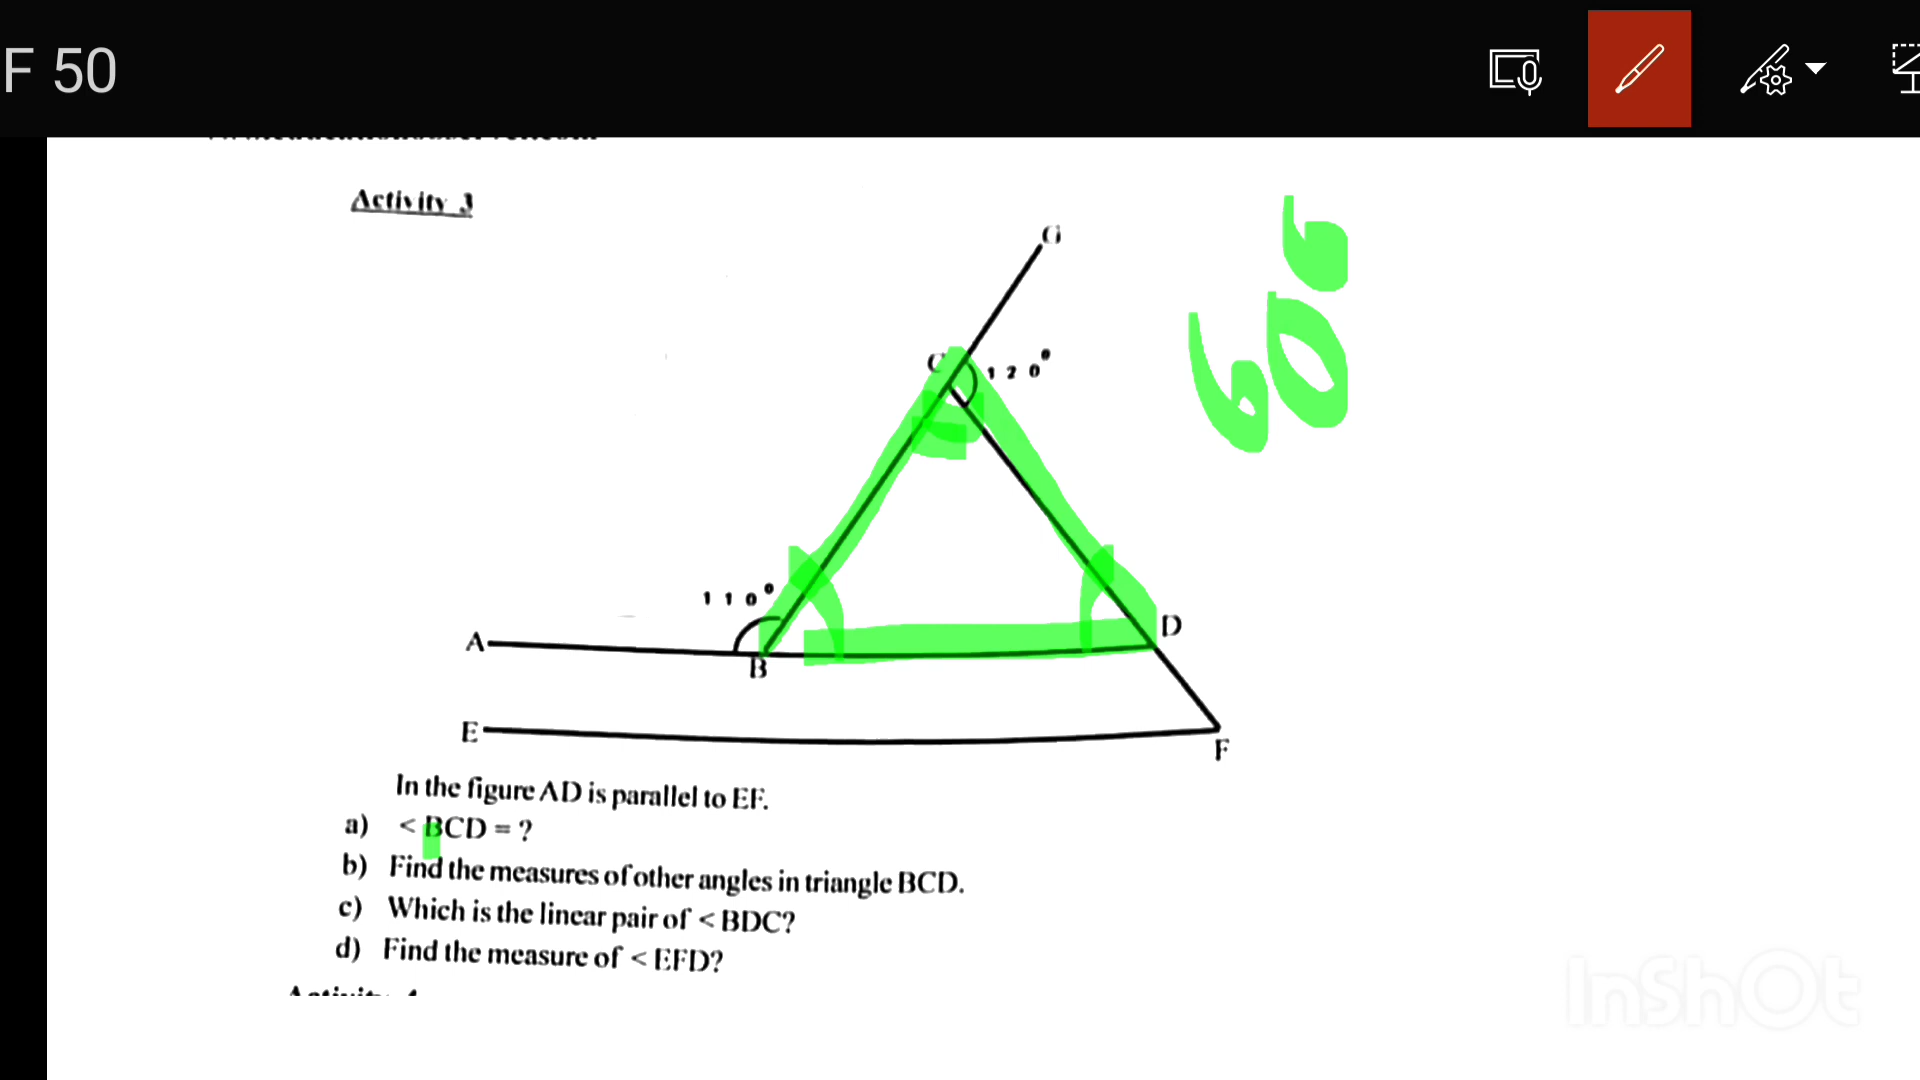 F 50
Activity 3
G
60°
C
120°
110°
A
D
B
E
F
In the figure AD is parallel to EF.
a) < BCD = ?
b) Find the measures of other angles in triangle BCD.
c) Which is the linear pair of < BDC?
d) Find the measure of < EFD?
InShOt